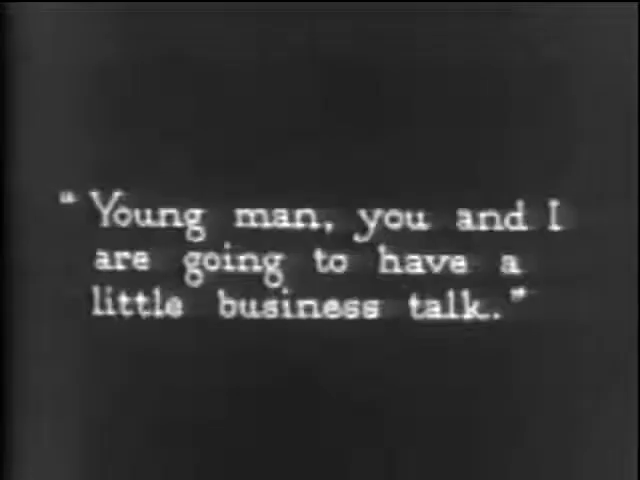 "Young man, you and I
are going to have a
little business talk."